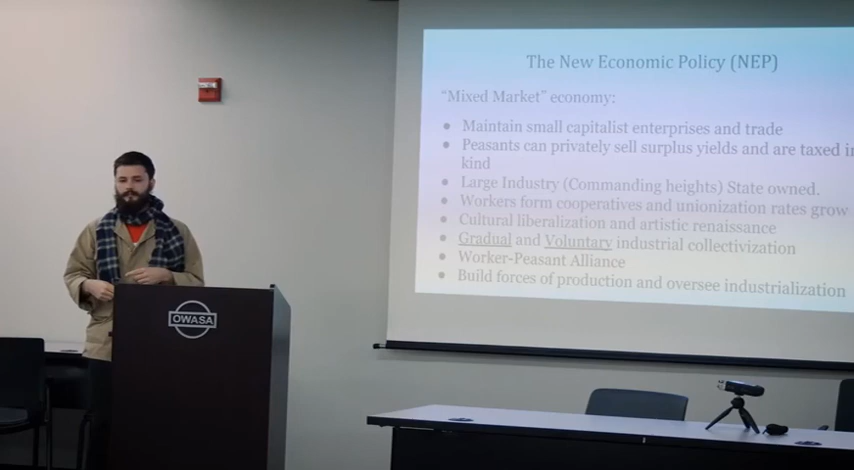 The New Economic Policy (NEP)
“Mixed Market” economy:
● Maintain small capitalist enterprises and trade
● Peasants can privately sell surplus yields and are taxed in
kind
● Large Industry (Commanding heights) State owned.
● Workers form cooperatives and unionization rates grow
● Cultural liberalization and artistic renaissance
● Gradual and Voluntary industrial collectivization
● Worker-Peasant Alliance
● Build forces of production and oversee industrialization
OWASA